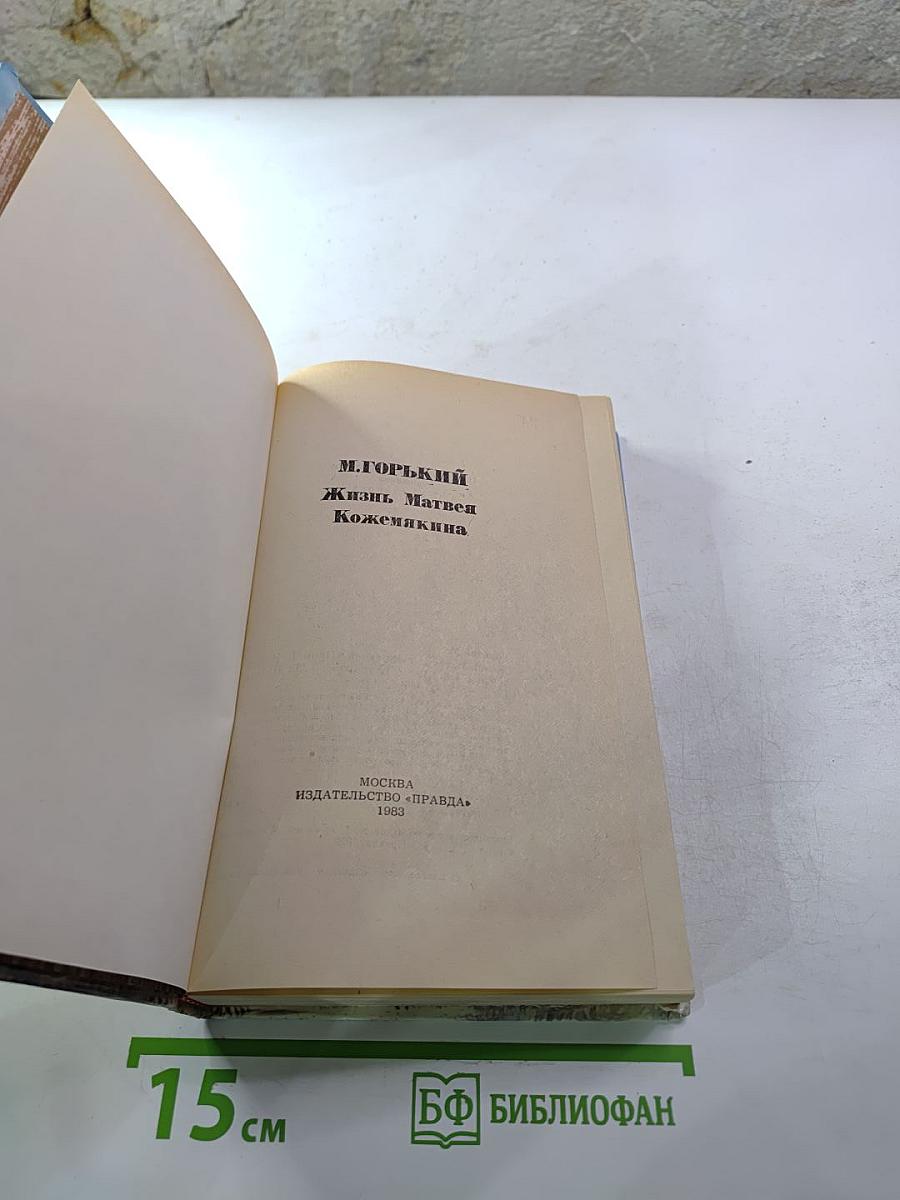 М.ГОРЬКИЙ
Жизнь Матвея
Кожемякина
МОСКВА
ИЗДАТЕЛЬСТВО «ПРАВДА»
1983
15 см
БФ БИБЛИОФАН